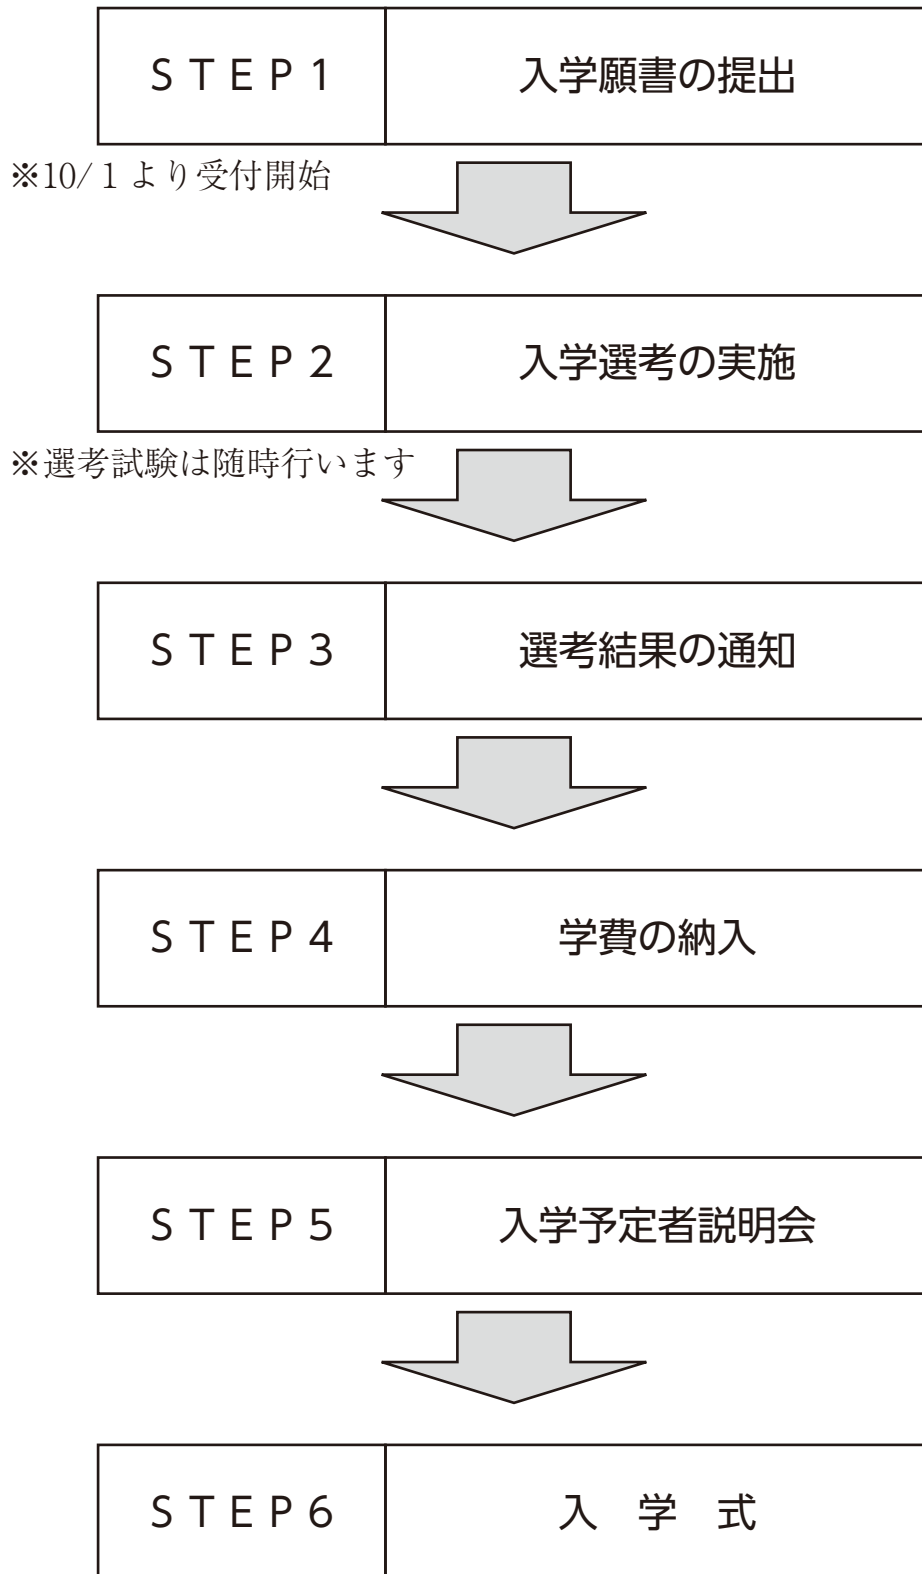 STEP1 入学願書の提出
※10/1より受付開始
STEP2 入学選考の実施
※選考試験は随時行います
STEP3 選考結果の通知
STEP4 学費の納入
STEP5 入学予定者説明会
STEP6 入 学 式